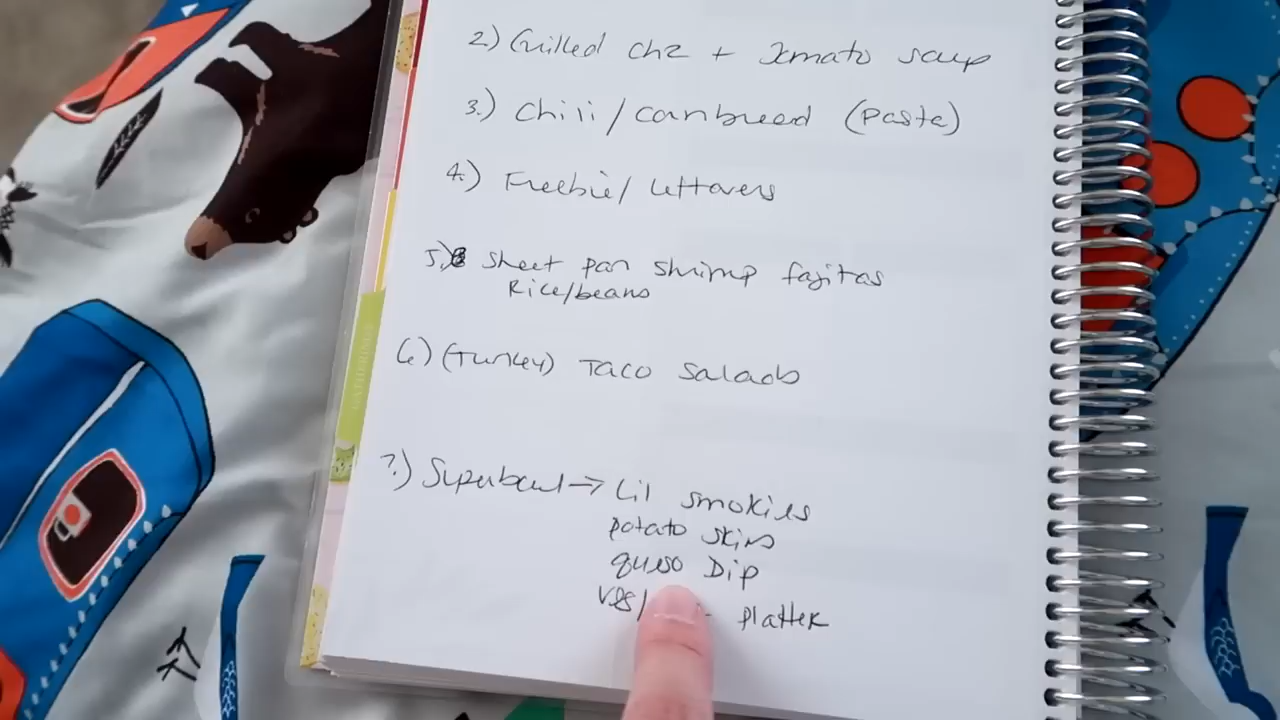 2.) Grilled chz + Tomato soup
3.) Chili/cornbread (Paste)
4.) Freebie/Leftovers
5.) Sheet pan shrimp fajitas
Rice/beans
6.) (Turkey) Taco Salads
7.) Superbowl → Lil smokies
potato skins
queso Dip
platter